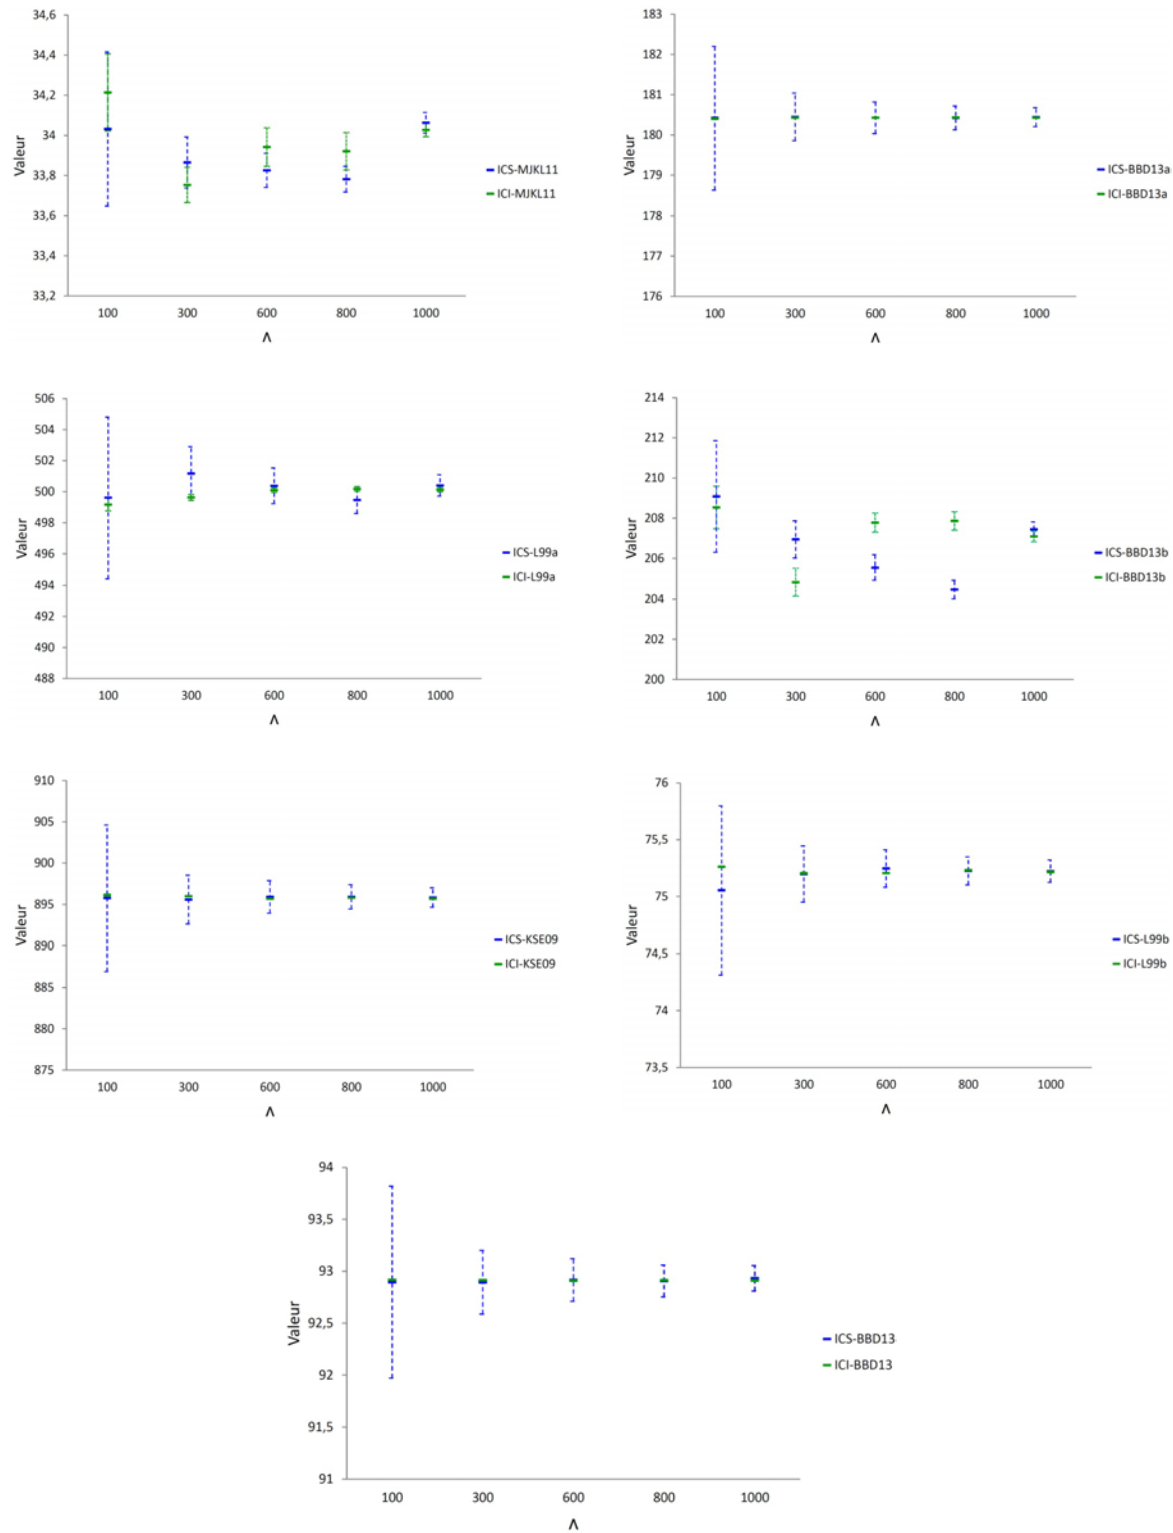 34,6
34,4
34,2
34
33,8
33,6
33,4
33,2
Valeur
100 300 600 800 1000
Λ
ICS-MJKL11
ICI-MJKL11
183
182
181
180
179
178
177
176
Valeur
100 300 600 800 1000
Λ
ICS-BBD13a
ICI-BBD13a
506
504
502
500
498
496
494
492
490
488
Valeur
100 300 600 800 1000
Λ
ICS-L99a
ICI-L99a
214
212
210
208
206
204
202
200
Valeur
100 300 600 800 1000
Λ
ICS-BBD13b
ICI-BBD13b
910
905
900
895
890
885
880
875
Valeur
100 300 600 800 1000
Λ
ICS-KSE09
ICI-KSE09
76
75,5
75
74,5
74
73,5
Valeur
100 300 600 800 1000
Λ
ICS-L99b
ICI-L99b
94
93,5
93
92,5
92
91,5
91
Valeur
100 300 600 800 1000
Λ
ICS-BBD13
ICI-BBD13